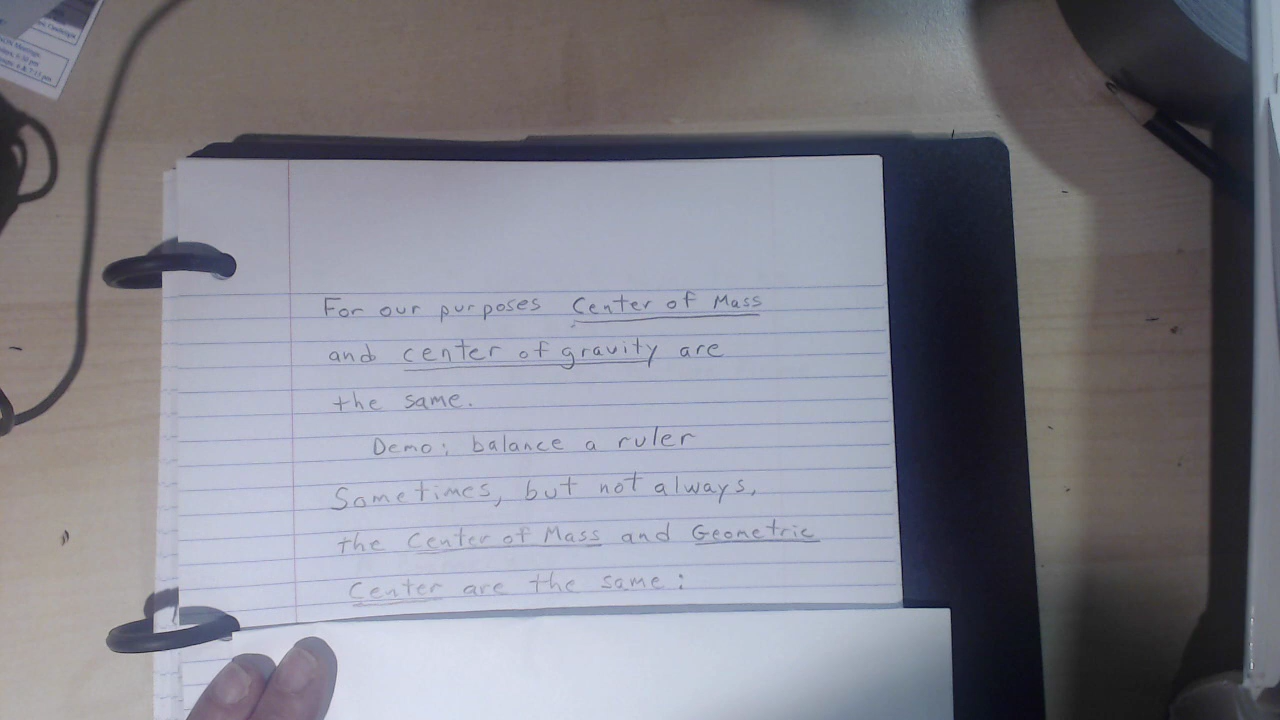 For our purposes Center of Mass
and center of gravity are
the same.
Demo: balance a ruler
Sometimes, but not always,
the Center of Mass and Geometric
Center are the same: